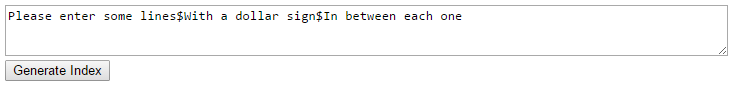 Please enter some lines$With a dollar sign$In between each one
Generate Index